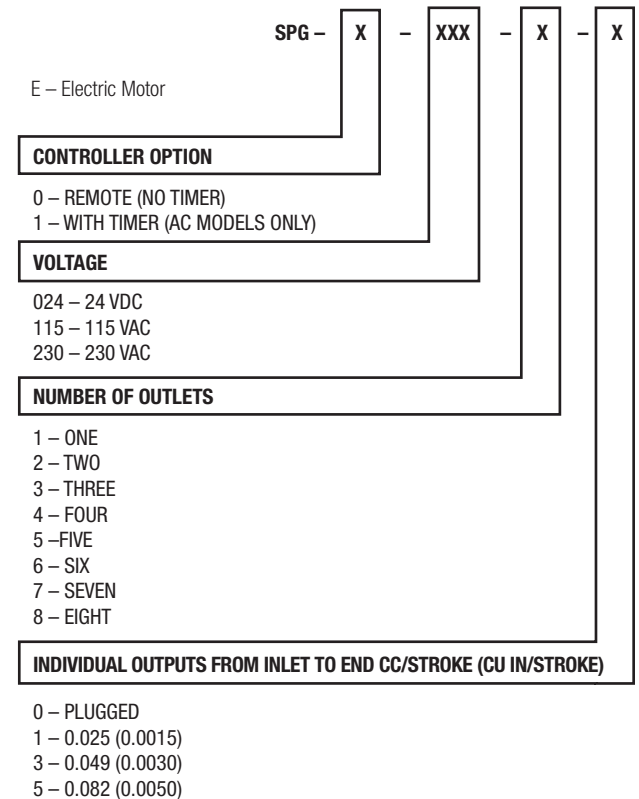 SPG – X – XXX – X – X
E – Electric Motor
CONTROLLER OPTION
0 – REMOTE (NO TIMER)
1 – WITH TIMER (AC MODELS ONLY)
VOLTAGE
024 – 24 VDC
115 – 115 VAC
230 – 230 VAC
NUMBER OF OUTLETS
1 – ONE
2 – TWO
3 – THREE
4 – FOUR
5 –FIVE
6 – SIX
7 – SEVEN
8 – EIGHT
INDIVIDUAL OUTPUTS FROM INLET TO END CC/STROKE (CU IN/STROKE)
0 – PLUGGED
1 – 0.025 (0.0015)
3 – 0.049 (0.0030)
5 – 0.082 (0.0050)